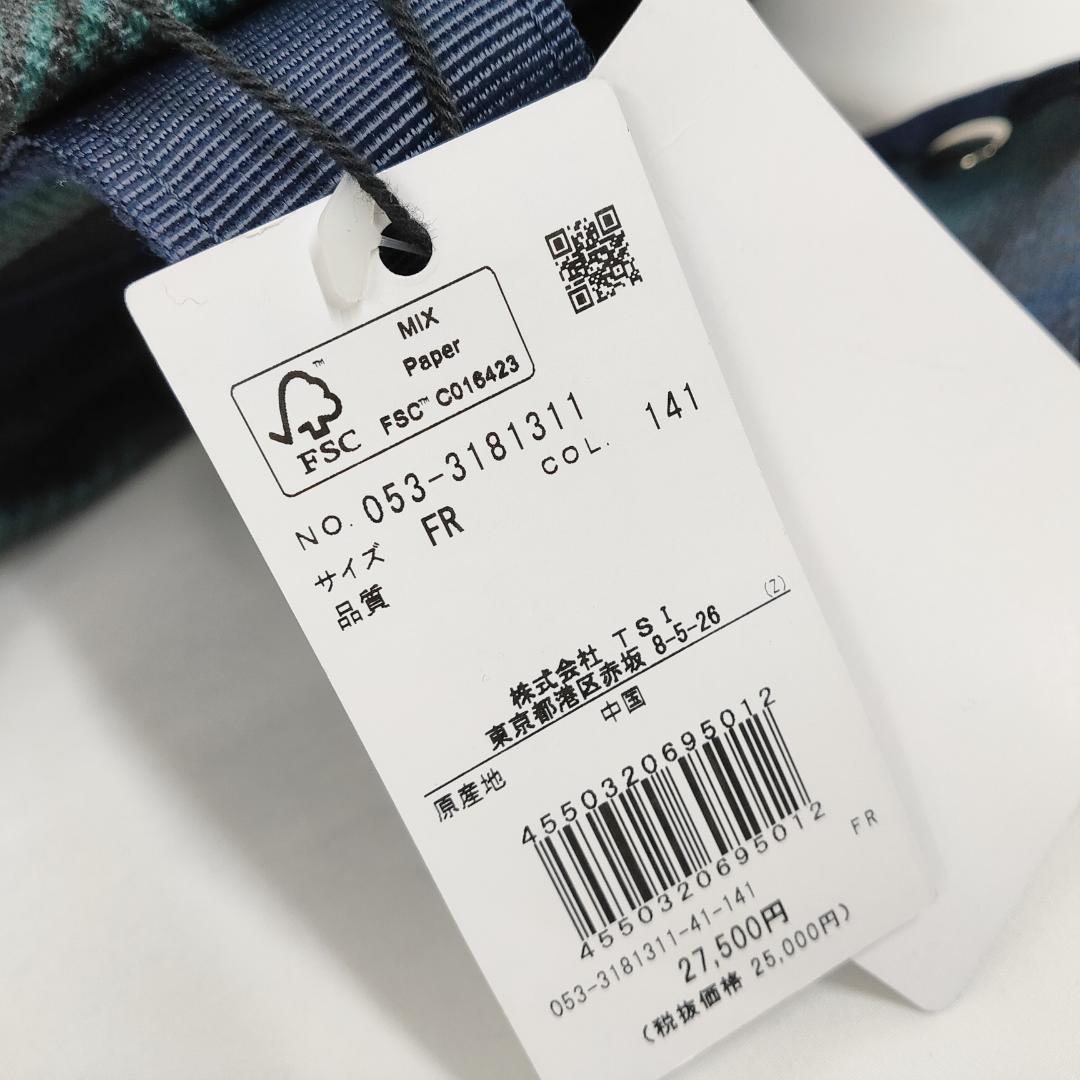 MIX
Paper
FSC™ C016423
FSC
™
NO. 053-3181311
COL. 141
サイズ FR
品質
(Z)
株式会社 TSI
東京都港区赤坂 8-5-26
原産地 中国
4550320695012
4550320695012
053-3181311-41-141 FR
27,500円
(税抜価格 25,000円)